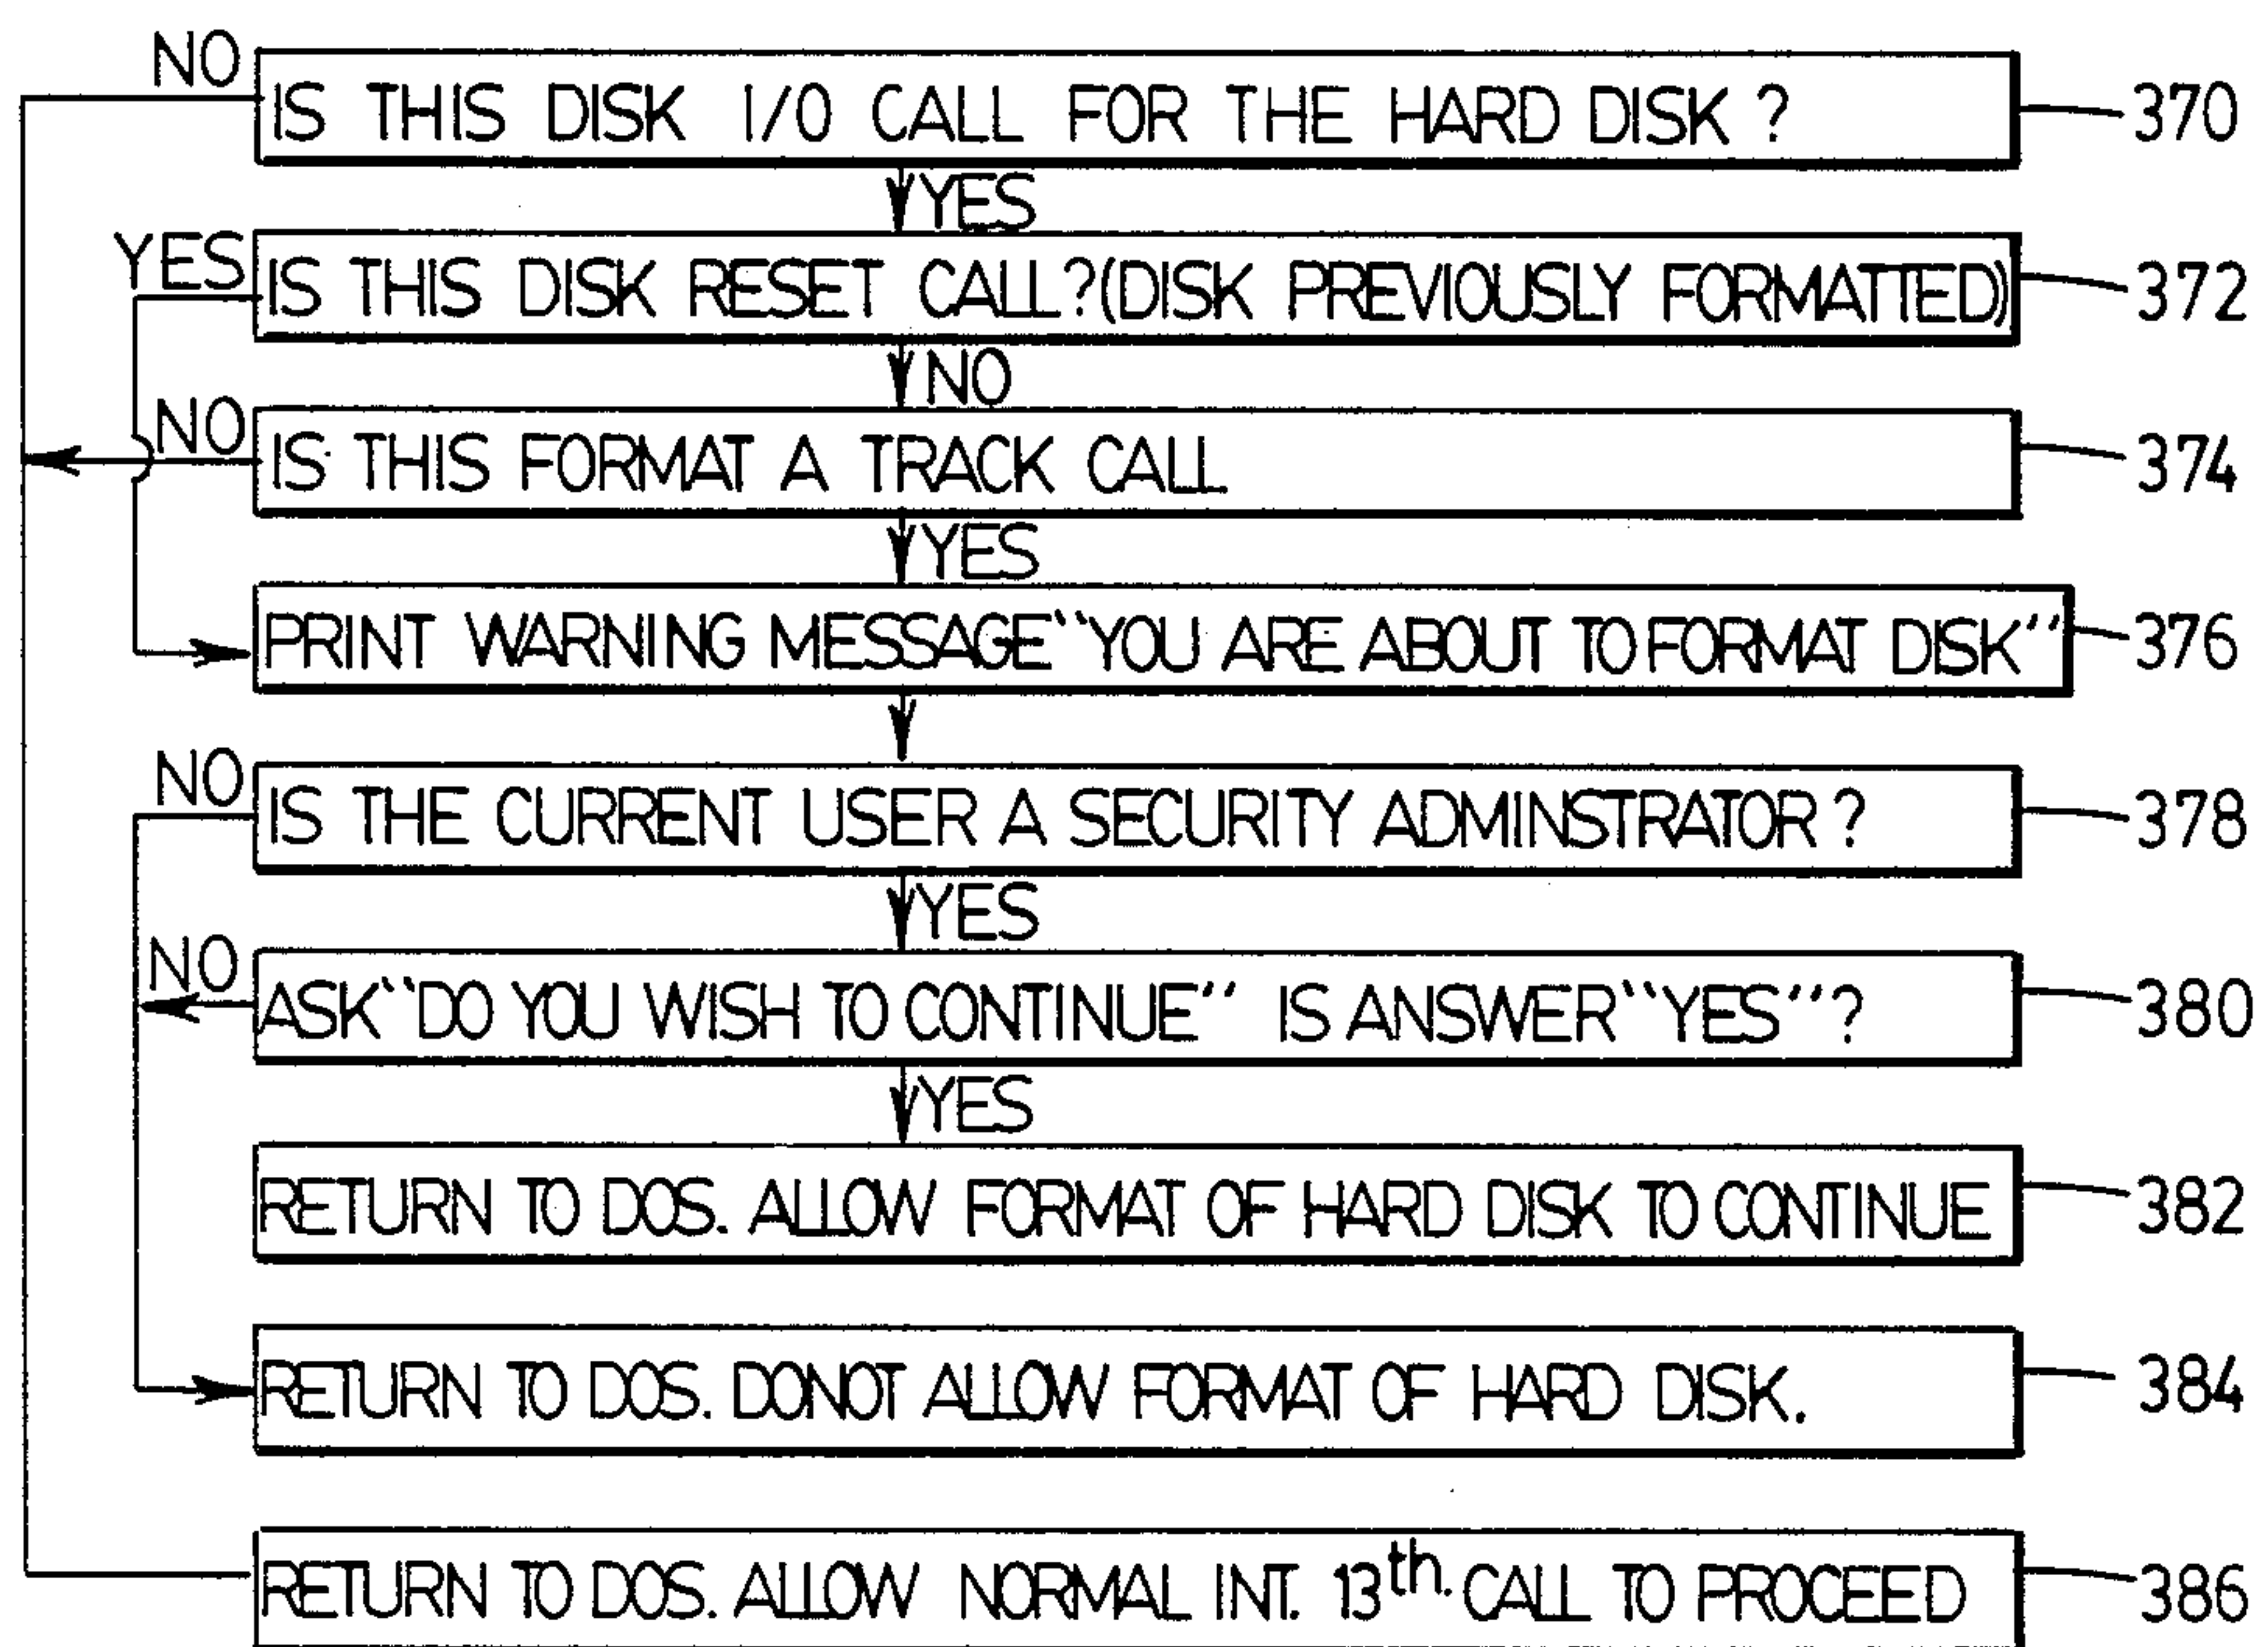 NO
IS THIS DISK I/O CALL FOR THE HARD DISK ? 370
YES
YES
IS THIS DISK RESET CALL?(DISK PREVIOUSLY FORMATTED) 372
NO
NO
IS THIS FORMAT A TRACK CALL 374
YES
PRINT WARNING MESSAGE "YOU ARE ABOUT TO FORMAT DISK" 376
NO
IS THE CURRENT USER A SECURITY ADMINSTRATOR ? 378
YES
NO
ASK "DO YOU WISH TO CONTINUE" IS ANSWER "YES"? 380
YES
RETURN TO DOS. ALLOW FORMAT OF HARD DISK TO CONTINUE 382
RETURN TO DOS. DONOT ALLOW FORMAT OF HARD DISK. 384
RETURN TO DOS. ALLOW NORMAL INT. 13th. CALL TO PROCEED 386